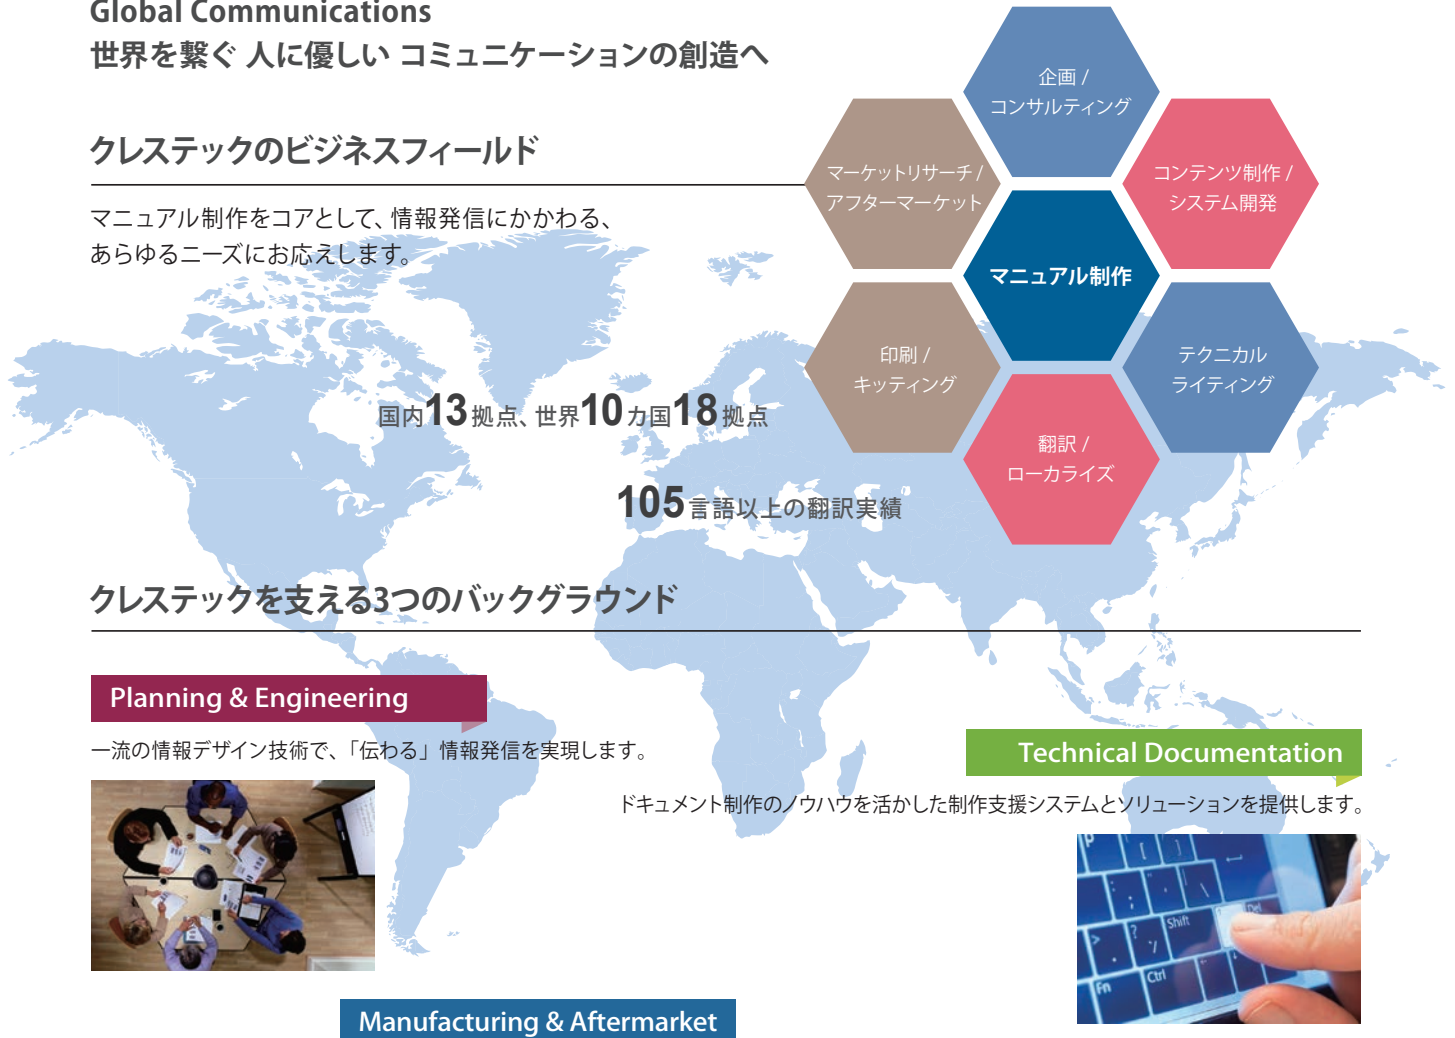 Global Communications
世界を繋ぐ 人に優しい コミュニケーションの創造へ
クレステックのビジネスフィールド
マニュアル制作をコアとして、情報発信にかかわる、
あらゆるニーズにお応えします。
企画 /
コンサルティング
マーケットリサーチ /
アフターマーケット
コンテンツ制作 /
システム開発
マニュアル制作
印刷 /
キッティング
テクニカル
ライティング
翻訳 /
ローカライズ
国内13拠点、世界10カ国18拠点
105言語以上の翻訳実績
クレステックを支える3つのバックグラウンド
Planning & Engineering
一流の情報デザイン技術で、「伝わる」情報発信を実現します。
Technical Documentation
ドキュメント制作のノウハウを活かした制作支援システムとソリューションを提供します。
Shift
Del
Ctrl
Fn
Manufacturing & Aftermarket